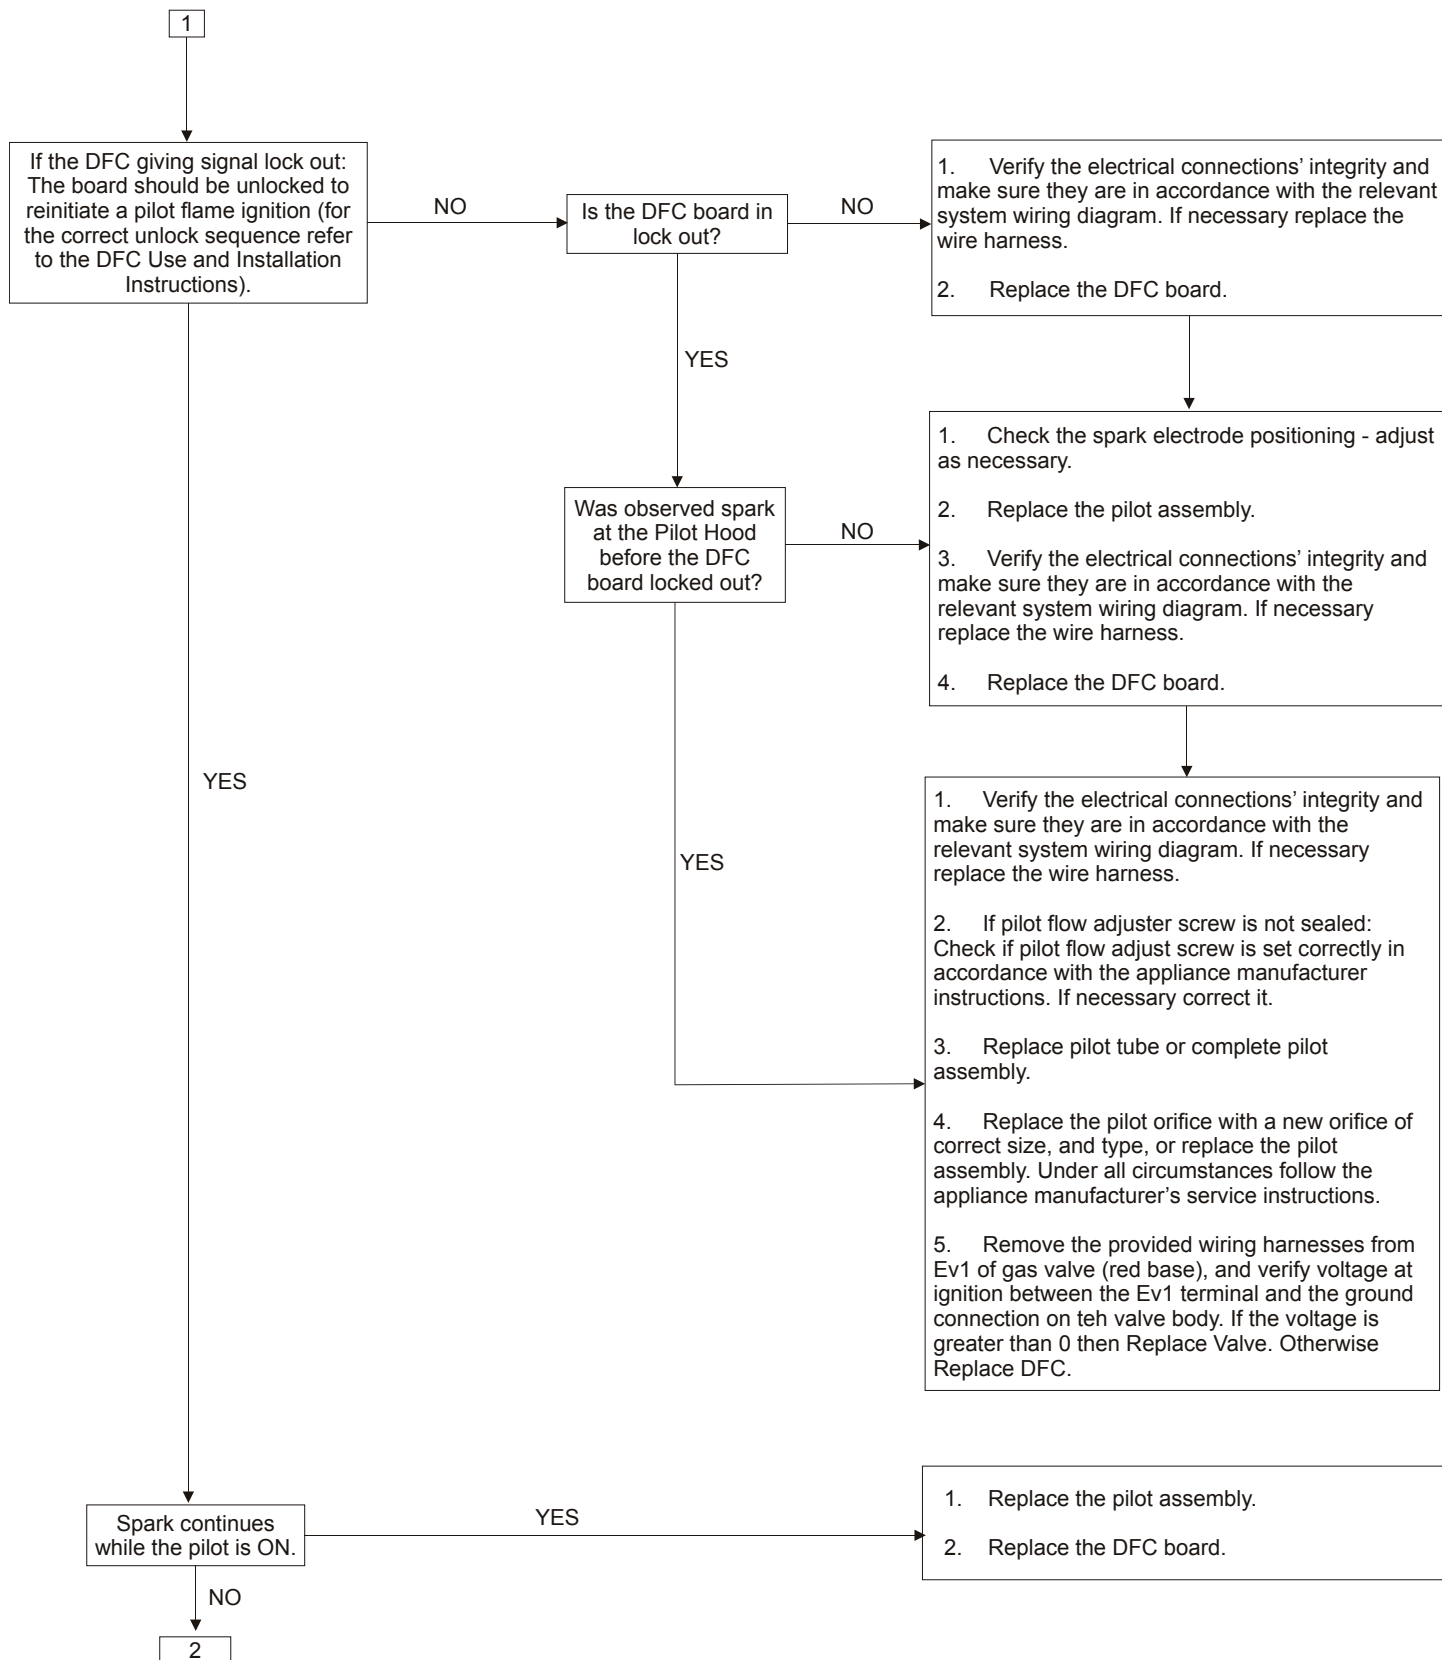 1
If the DFC giving signal lock out:
The board should be unlocked to
reinitiate a pilot flame ignition (for
the correct unlock sequence refer
to the DFC Use and Installation
Instructions).
NO
Is the DFC board in
lock out?
NO
1. Verify the electrical connections’ integrity and
make sure they are in accordance with the relevant
system wiring diagram. If necessary replace the
wire harness.
2. Replace the DFC board.
YES
Was observed spark
at the Pilot Hood
before the DFC
board locked out?
NO
1. Check the spark electrode positioning - adjust
as necessary.
2. Replace the pilot assembly.
3. Verify the electrical connections’ integrity and
make sure they are in accordance with the
relevant system wiring diagram. If necessary
replace the wire harness.
4. Replace the DFC board.
YES
YES
1. Verify the electrical connections’ integrity and
make sure they are in accordance with the
relevant system wiring diagram. If necessary
replace the wire harness.
2. If pilot flow adjuster screw is not sealed:
Check if pilot flow adjust screw is set correctly in
accordance with the appliance manufacturer
instructions. If necessary correct it.
3. Replace pilot tube or complete pilot
assembly.
4. Replace the pilot orifice with a new orifice of
correct size, and type, or replace the pilot
assembly. Under all circumstances follow the
appliance manufacturer’s service instructions.
5. Remove the provided wiring harnesses from
Ev1 of gas valve (red base), and verify voltage at
ignition between the Ev1 terminal and the ground
connection on teh valve body. If the voltage is
greater than 0 then Replace Valve. Otherwise
Replace DFC.
Spark continues
while the pilot is ON.
YES
1. Replace the pilot assembly.
2. Replace the DFC board.
NO
2